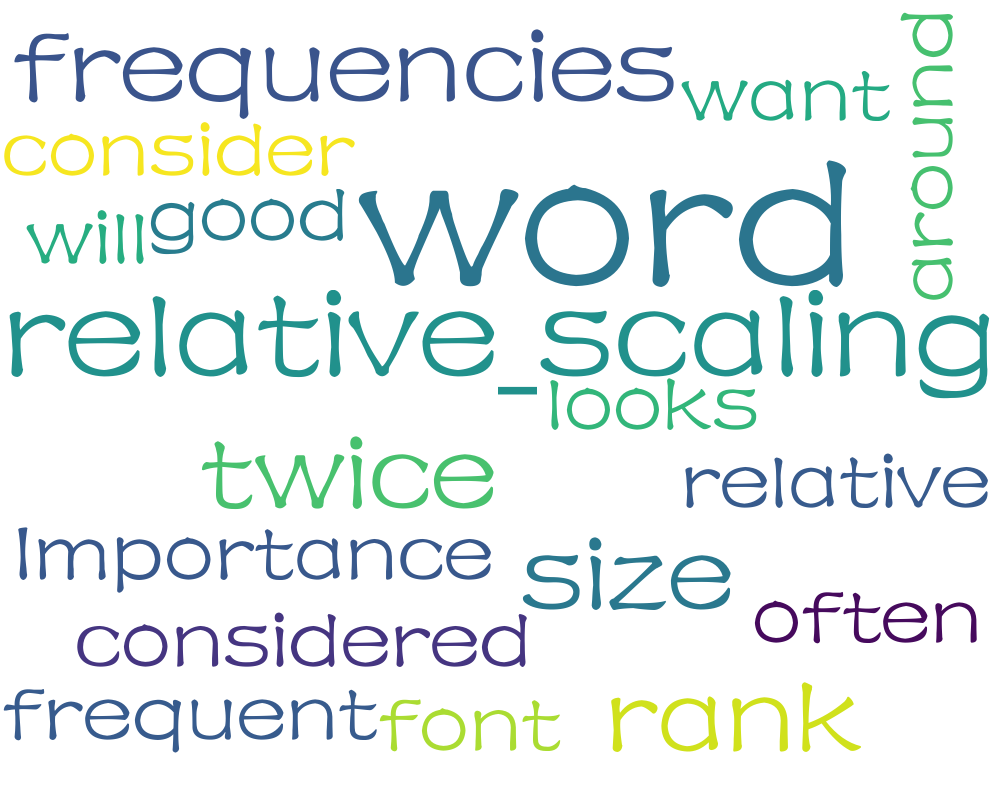 frequencies
want
around
consider
will
good
word
relative_scaling
looks
twice
relative
Importance
size
often
considered
frequent
font
rank